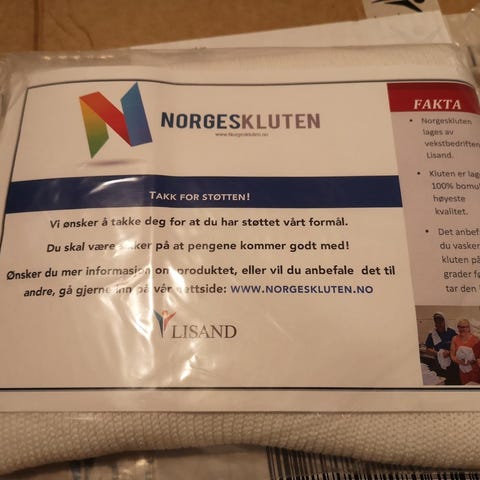 NORGESKLUTEN
www.Norgeskluten.no
TAKK FOR STØTTEN!
Vi ønsker å takke deg for at du har støttet vårt formål.
Du skal være sikker på at pengene kommer godt med!
Ønsker du mer informasjon om produktet, eller vil du anbefale det til
andre, gå gjerne inn på vår nettside: WWW.NORGESKLUTEN.NO
LISAND
FAKTA
• Norgeskluten
lages av
vekstbedriften
Lisand.
• Kluten er lag
100% bomul
høyeste
kvalitet.
• Det anbef
du vasker
kluten på
grader fø
tar den